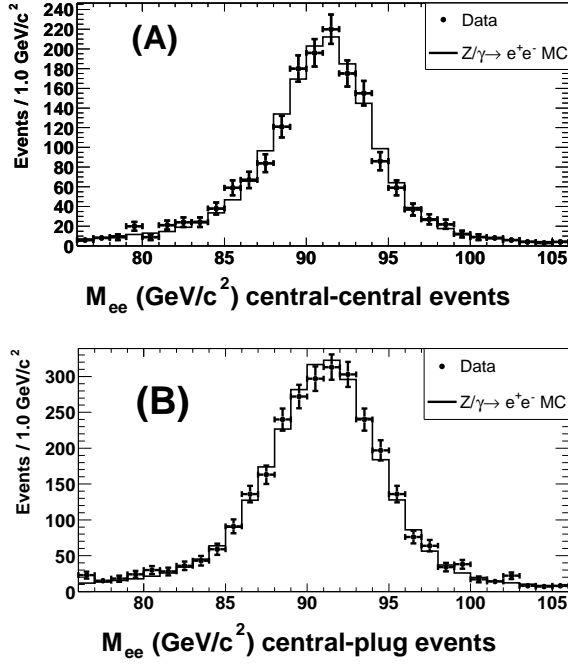 (A)
Data
Z/γ→ e⁺e⁻ MC
Events / 1.0 GeV/c²
240
220
200
180
160
140
120
100
80
60
40
20
0
80 85 90 95 100 105
M_ee (GeV/c²) central-central events
(B)
Data
Z/γ→ e⁺e⁻ MC
Events / 1.0 GeV/c²
300
250
200
150
100
50
0
80 85 90 95 100 105
M_ee (GeV/c²) central-plug events